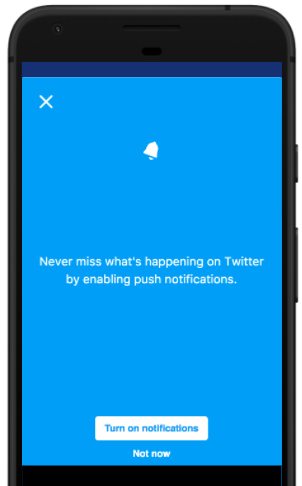 Never miss what's happening on Twitter
by enabling push notifications.
Turn on notifications
Not now